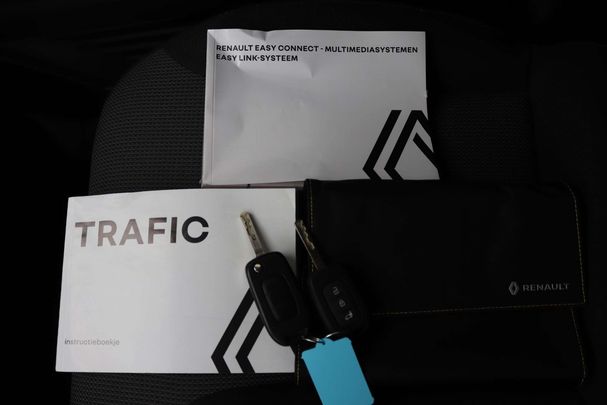 RENAULT EASY CONNECT - MULTIMEDIASYSTEMEN
EASY LINK-SYSTEEM
TRAFIC
instructieboekje
RENAULT